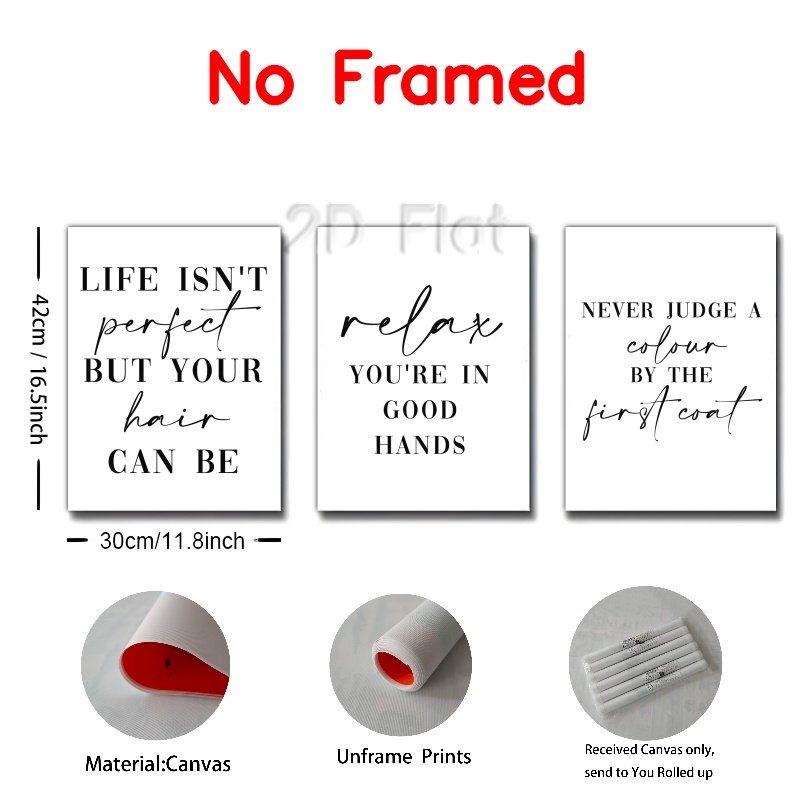 No Framed
2D Flat
LIFE ISN'T
perfect
BUT YOUR
hair
CAN BE
relax
YOU'RE IN
GOOD
HANDS
NEVER JUDGE A
colour
BY THE
first coat
42cm / 16.5inch
30cm/11.8inch
Material:Canvas
Unframe Prints
Received Canvas only,
send to You Rolled up